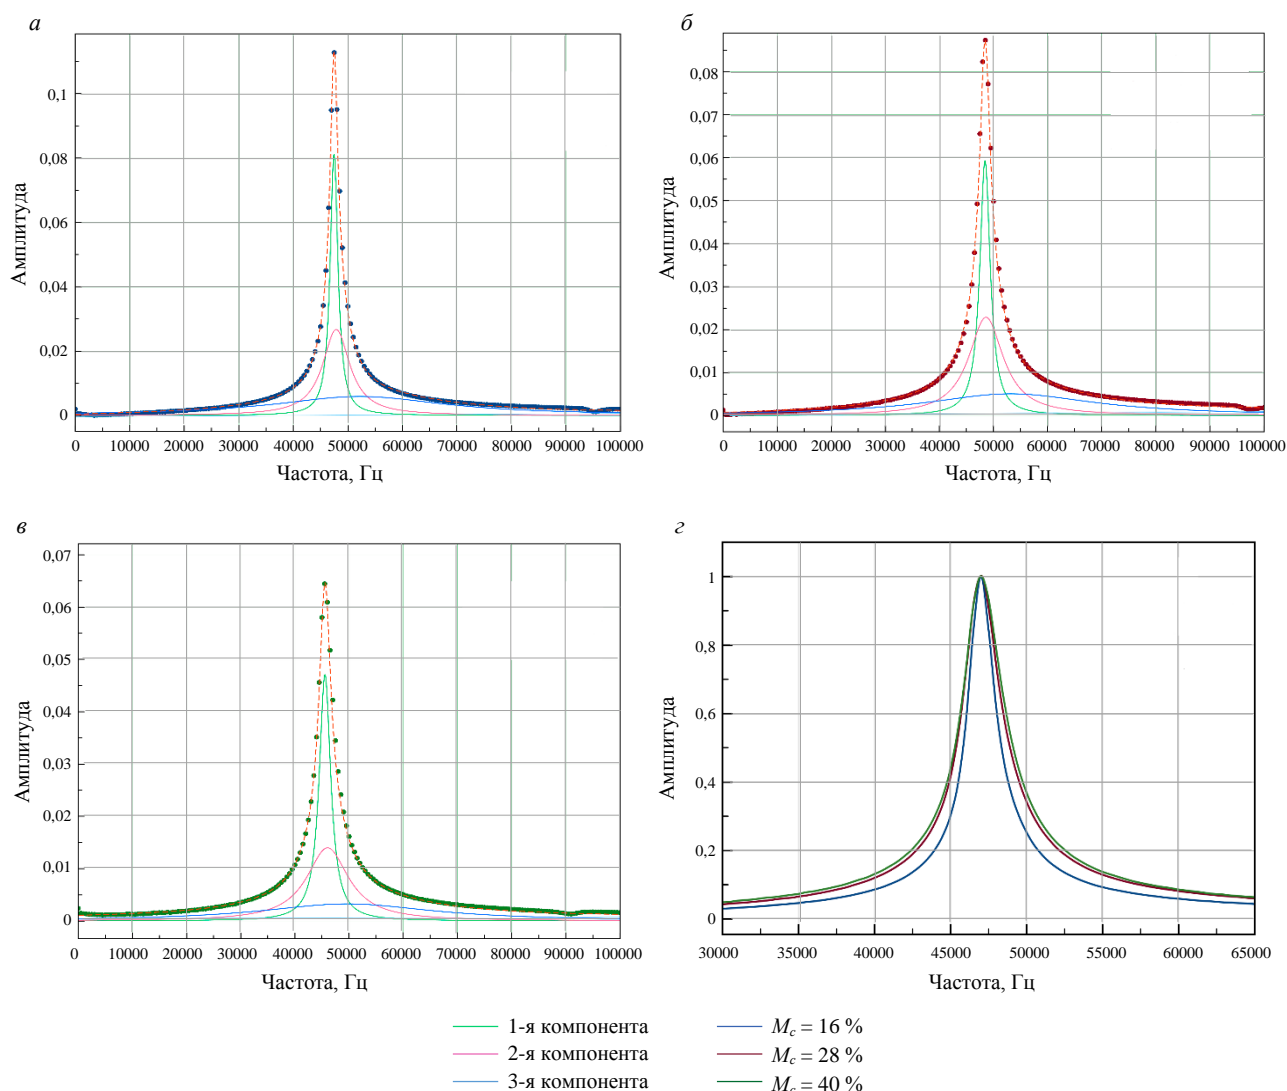 а
Амплитуда
0,1
0,08
0,06
0,04
0,02
0
0 10000 20000 30000 40000 50000 60000 70000 80000 90000 100000
Частота, Гц
б
Амплитуда
0,08
0,07
0,06
0,05
0,04
0,03
0,02
0,01
0
0 10000 20000 30000 40000 50000 60000 70000 80000 90000 100000
Частота, Гц
в
Амплитуда
0,07
0,06
0,05
0,04
0,03
0,02
0,01
0
0 10000 20000 30000 40000 50000 60000 70000 80000 90000 100000
Частота, Гц
г
Амплитуда
1
0,8
0,6
0,4
0,2
0
30000 35000 40000 45000 50000 55000 60000 65000
Частота, Гц
1-я компонента
2-я компонента
3-я компонента
Mc = 16 %
Mc = 28 %
Mc = 40 %